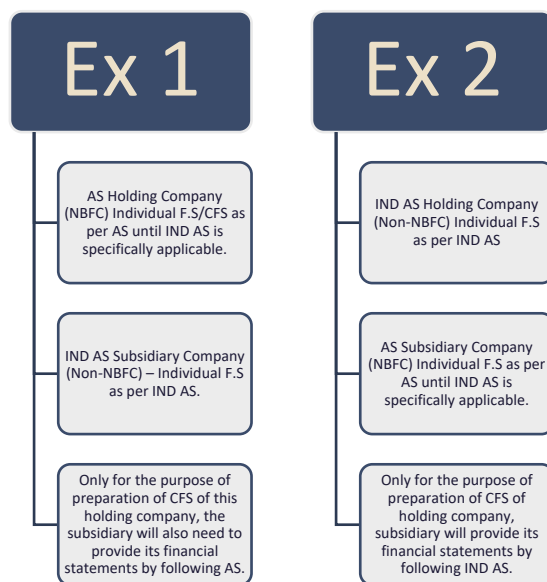 Ex 1
AS Holding Company
(NBFC) Individual F.S/CFS as
per AS until IND AS is
specifically applicable.
IND AS Subsidiary Company
(Non-NBFC) – Individual F.S
as per IND AS.
Only for the purpose of
preparation of CFS of this
holding company, the
subsidiary will also need to
provide its financial
statements by following AS.
Ex 2
IND AS Holding Company
(Non-NBFC) Individual F.S
as per IND AS
AS Subsidiary Company
(NBFC) Individual F.S as per
AS until IND AS is
specifically applicable.
Only for the purpose of
preparation of CFS of
holding company,
subsidiary will provide its
financial statements by
following IND AS.